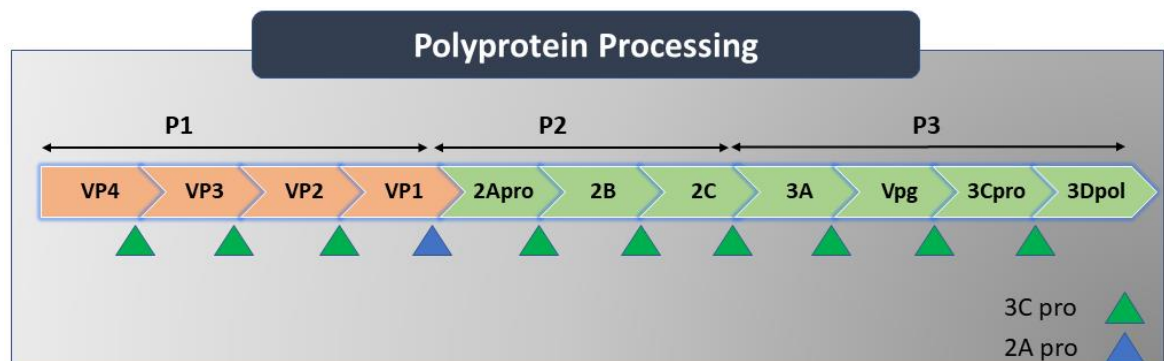 Polyprotein Processing
P1 P2 P3
VP4 VP3 VP2 VP1 2Apro 2B 2C 3A Vpg 3Cpro 3Dpol
3C pro
2A pro